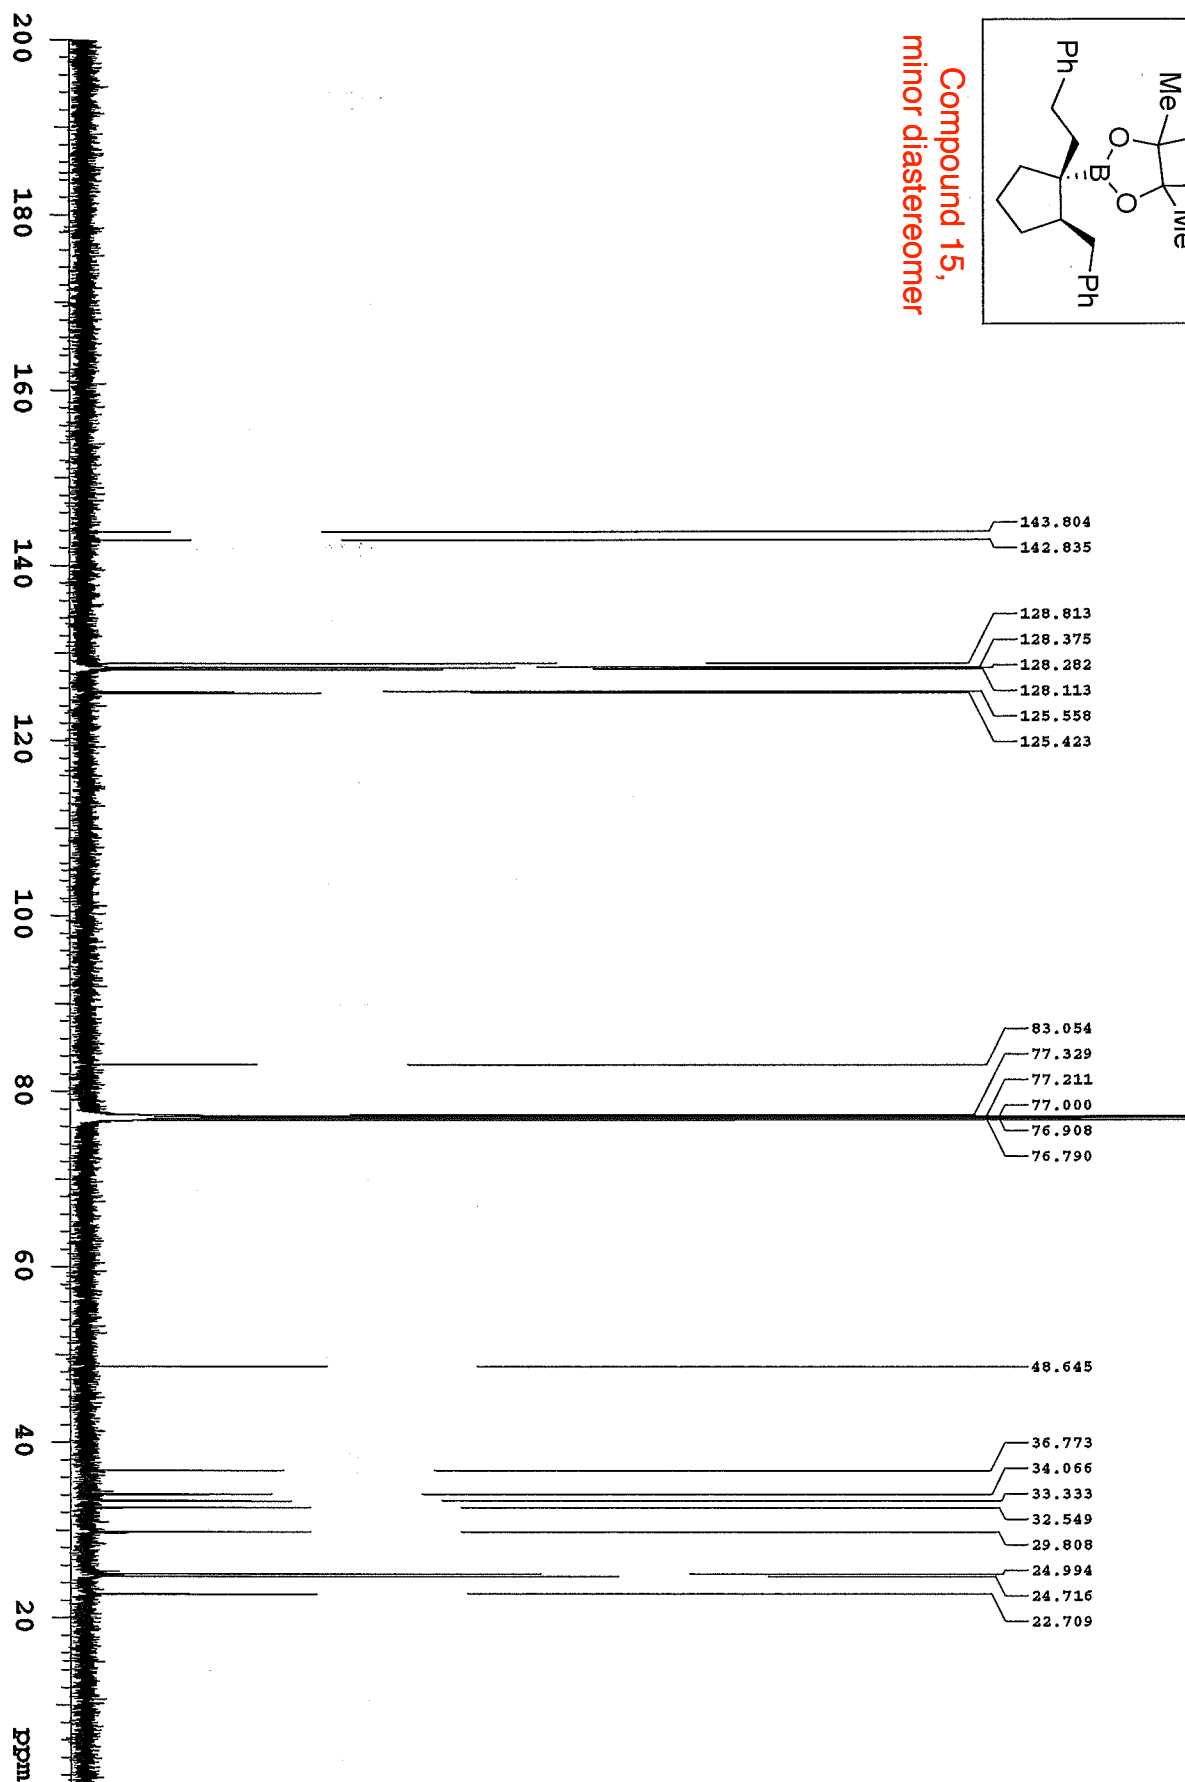 Me
Me
O
B
O
Ph
Ph
Compound 15,
minor diastereomer
143.804
142.835
128.813
128.375
128.282
128.113
125.558
125.423
83.054
77.329
77.211
77.000
76.908
76.790
48.645
36.773
34.066
33.333
32.549
29.808
24.994
24.716
22.709
200 180 160 140 120 100 80 60 40 20 ppm